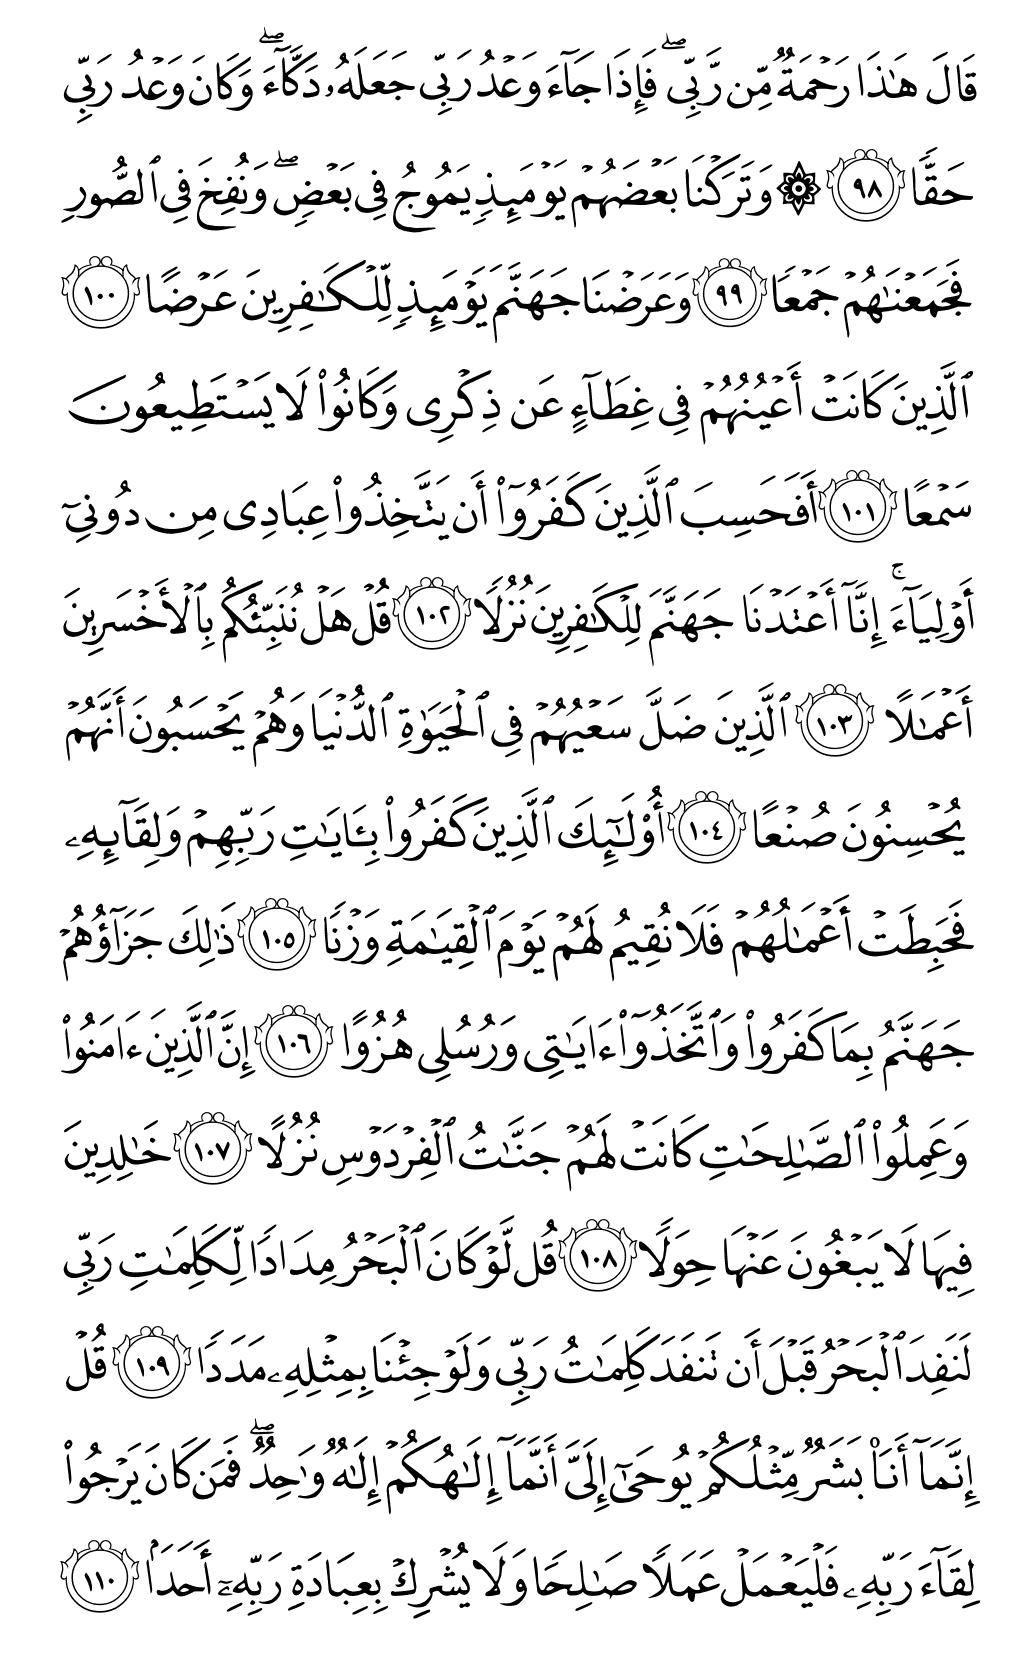 قَالَ هَٰذَا رَحْمَةٌ مِّن رَّبِّى ۖ فَإِذَا جَآءَ وَعْدُ رَبِّى جَعَلَهُۥ دَكَّآءَ ۖ وَكَانَ وَعْدُ رَبِّى
حَقًّا ٩٨ ۞ وَتَرَكْنَا بَعْضَهُمْ يَوْمَئِذٍ يَمُوجُ فِى بَعْضٍ ۖ وَنُفِخَ فِى ٱلصُّورِ
فَجَمَعْنَٰهُمْ جَمْعًا ٩٩ وَعَرَضْنَا جَهَنَّمَ يَوْمَئِذٍ لِّلْكَٰفِرِينَ عَرْضًا ١٠٠
ٱلَّذِينَ كَانَتْ أَعْيُنُهُمْ فِى غِطَآءٍ عَن ذِكْرِى وَكَانُوا۟ لَا يَسْتَطِيعُونَ
سَمْعًا ١٠١ أَفَحَسِبَ ٱلَّذِينَ كَفَرُوٓا۟ أَن يَتَّخِذُوا۟ عِبَادِى مِن دُونِىٓ
أَوْلِيَآءَ ۚ إِنَّآ أَعْتَدْنَا جَهَنَّمَ لِلْكَٰفِرِينَ نُزُلًا ١٠٢ قُلْ هَلْ نُنَبِّئُكُم بِٱلْأَخْسَرِينَ
أَعْمَٰلًا ١٠٣ ٱلَّذِينَ ضَلَّ سَعْيُهُمْ فِى ٱلْحَيَوٰةِ ٱلدُّنْيَا وَهُمْ يَحْسَبُونَ أَنَّهُمْ
يُحْسِنُونَ صُنْعًا ١٠٤ أُو۟لَٰٓئِكَ ٱلَّذِينَ كَفَرُوا۟ بِـَٔايَٰتِ رَبِّهِمْ وَلِقَآئِهِۦ
فَحَبِطَتْ أَعْمَٰلُهُمْ فَلَا نُقِيمُ لَهُمْ يَوْمَ ٱلْقِيَٰمَةِ وَزْنًا ١٠٥ ذَٰلِكَ جَزَآؤُهُمْ
جَهَنَّمُ بِمَا كَفَرُوا۟ وَٱتَّخَذُوٓا۟ ءَايَٰتِى وَرُسُلِى هُزُوًا ١٠٦ إِنَّ ٱلَّذِينَ ءَامَنُوا۟
وَعَمِلُوا۟ ٱلصَّٰلِحَٰتِ كَانَتْ لَهُمْ جَنَّٰتُ ٱلْفِرْدَوْسِ نُزُلًا ١٠٧ خَٰلِدِينَ
فِيهَا لَا يَبْغُونَ عَنْهَا حِوَلًا ١٠٨ قُل لَّوْ كَانَ ٱلْبَحْرُ مِدَادًا لِّكَلِمَٰتِ رَبِّى
لَنَفِدَ ٱلْبَحْرُ قَبْلَ أَن تَنفَدَ كَلِمَٰتُ رَبِّى وَلَوْ جِئْنَا بِمِثْلِهِۦ مَدَدًا ١٠٩ قُلْ
إِنَّمَآ أَنَا۠ بَشَرٌ مِّثْلُكُمْ يُوحَىٰٓ إِلَىَّ أَنَّمَآ إِلَٰهُكُمْ إِلَٰهٌ وَٰحِدٌ ۖ فَمَن كَانَ يَرْجُوا۟
لِقَآءَ رَبِّهِۦ فَلْيَعْمَلْ عَمَلًا صَٰلِحًا وَلَا يُشْرِكْ بِعِبَادَةِ رَبِّهِۦٓ أَحَدًۢا ١١٠